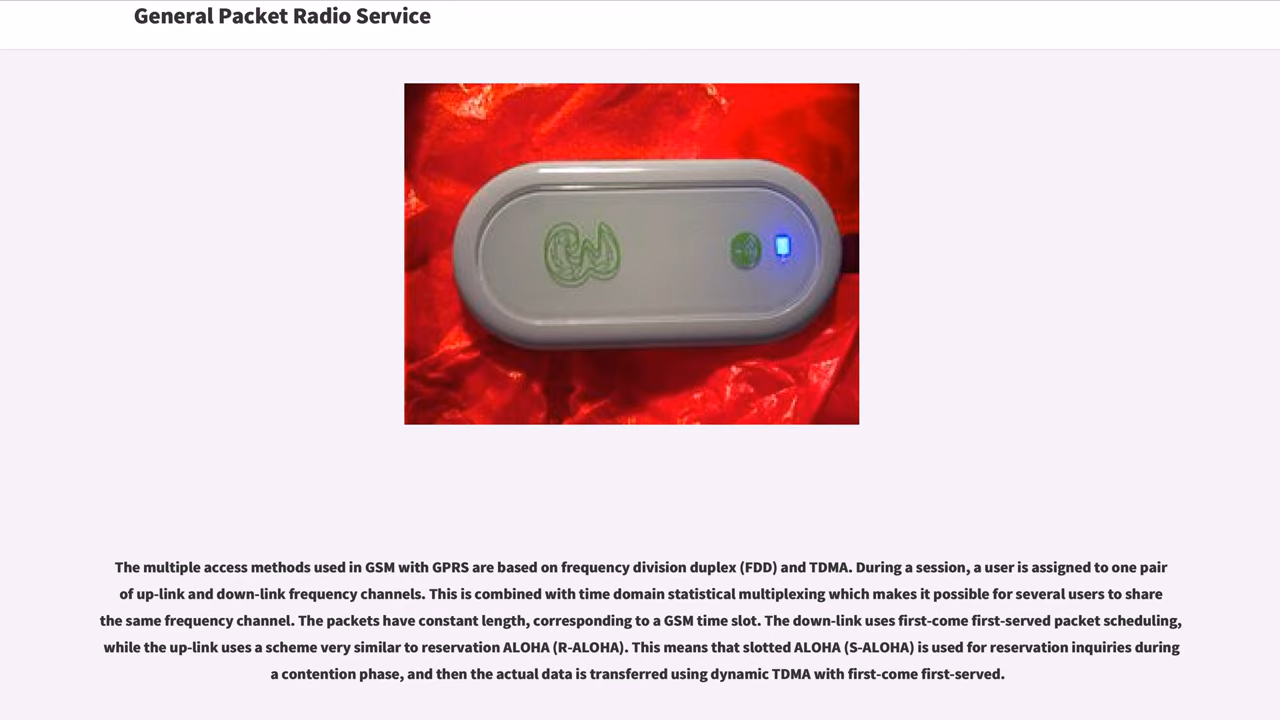 General Packet Radio Service
The multiple access methods used in GSM with GPRS are based on frequency division duplex (FDD) and TDMA. During a session, a user is assigned to one pair
of up-link and down-link frequency channels. This is combined with time domain statistical multiplexing which makes it possible for several users to share
the same frequency channel. The packets have constant length, corresponding to a GSM time slot. The down-link uses first-come first-served packet scheduling,
while the up-link uses a scheme very similar to reservation ALOHA (R-ALOHA). This means that slotted ALOHA (S-ALOHA) is used for reservation inquiries during
a contention phase, and then the actual data is transferred using dynamic TDMA with first-come first-served.